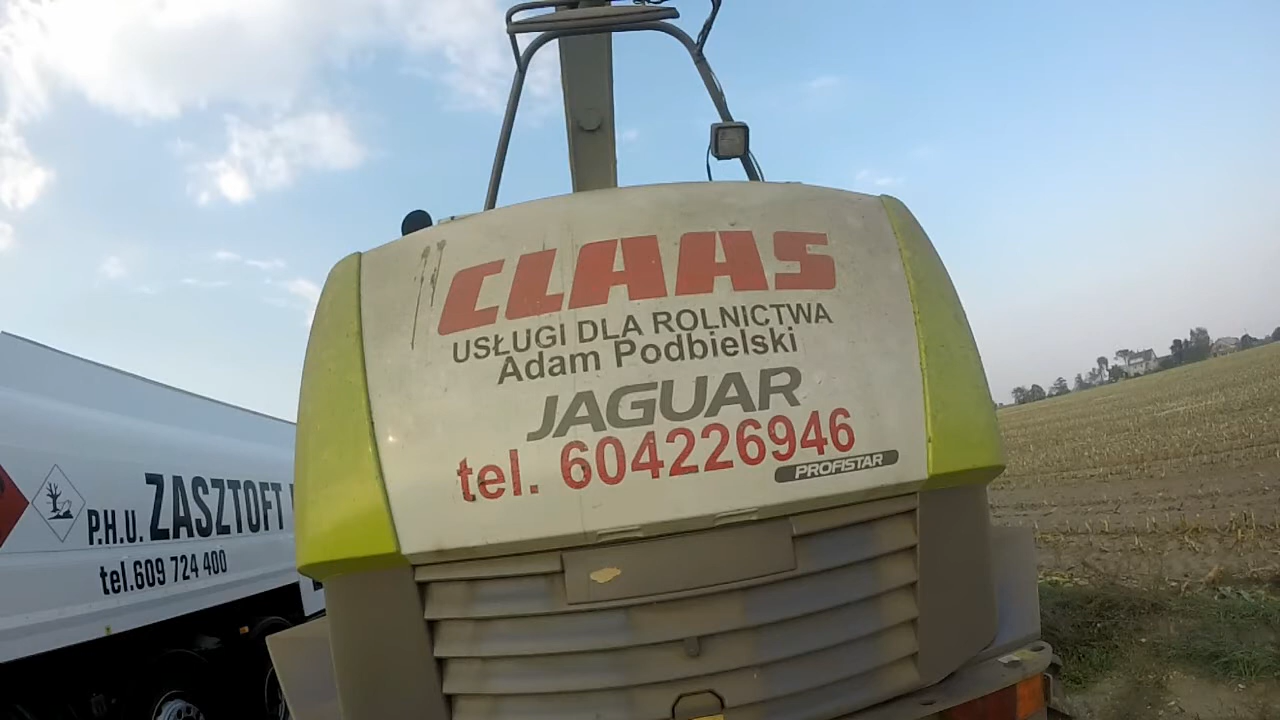 CLAAS
USŁUGI DLA ROLNICTWA
Adam Podbielski
JAGUAR
tel. 604226946
PROFISTAR
P.H.U. ZASZTOFT
tel.609 724 400